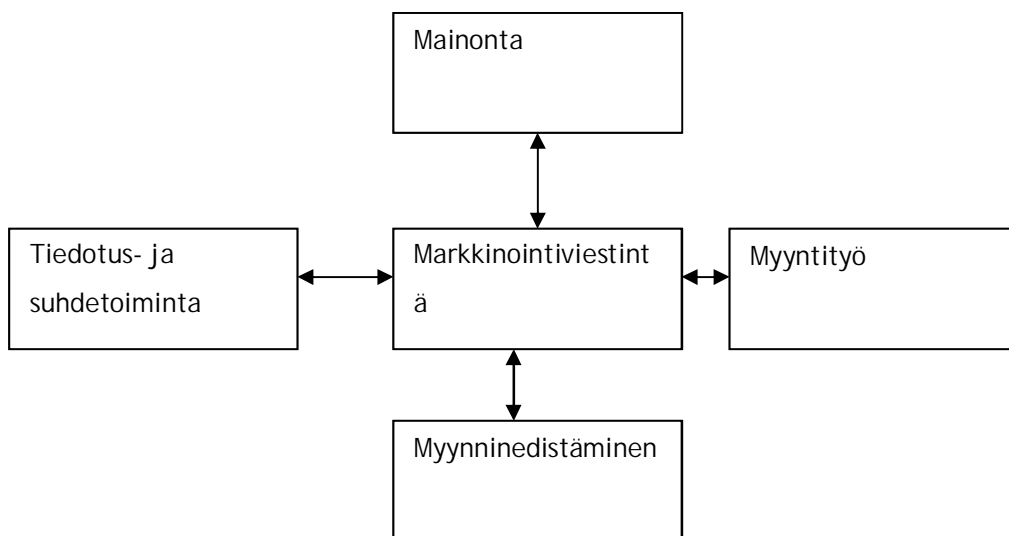 Mainonta
Tiedotus- ja
suhdetoiminta
Markkinointiviestint
ä
Myyntityö
Myynninedistäminen